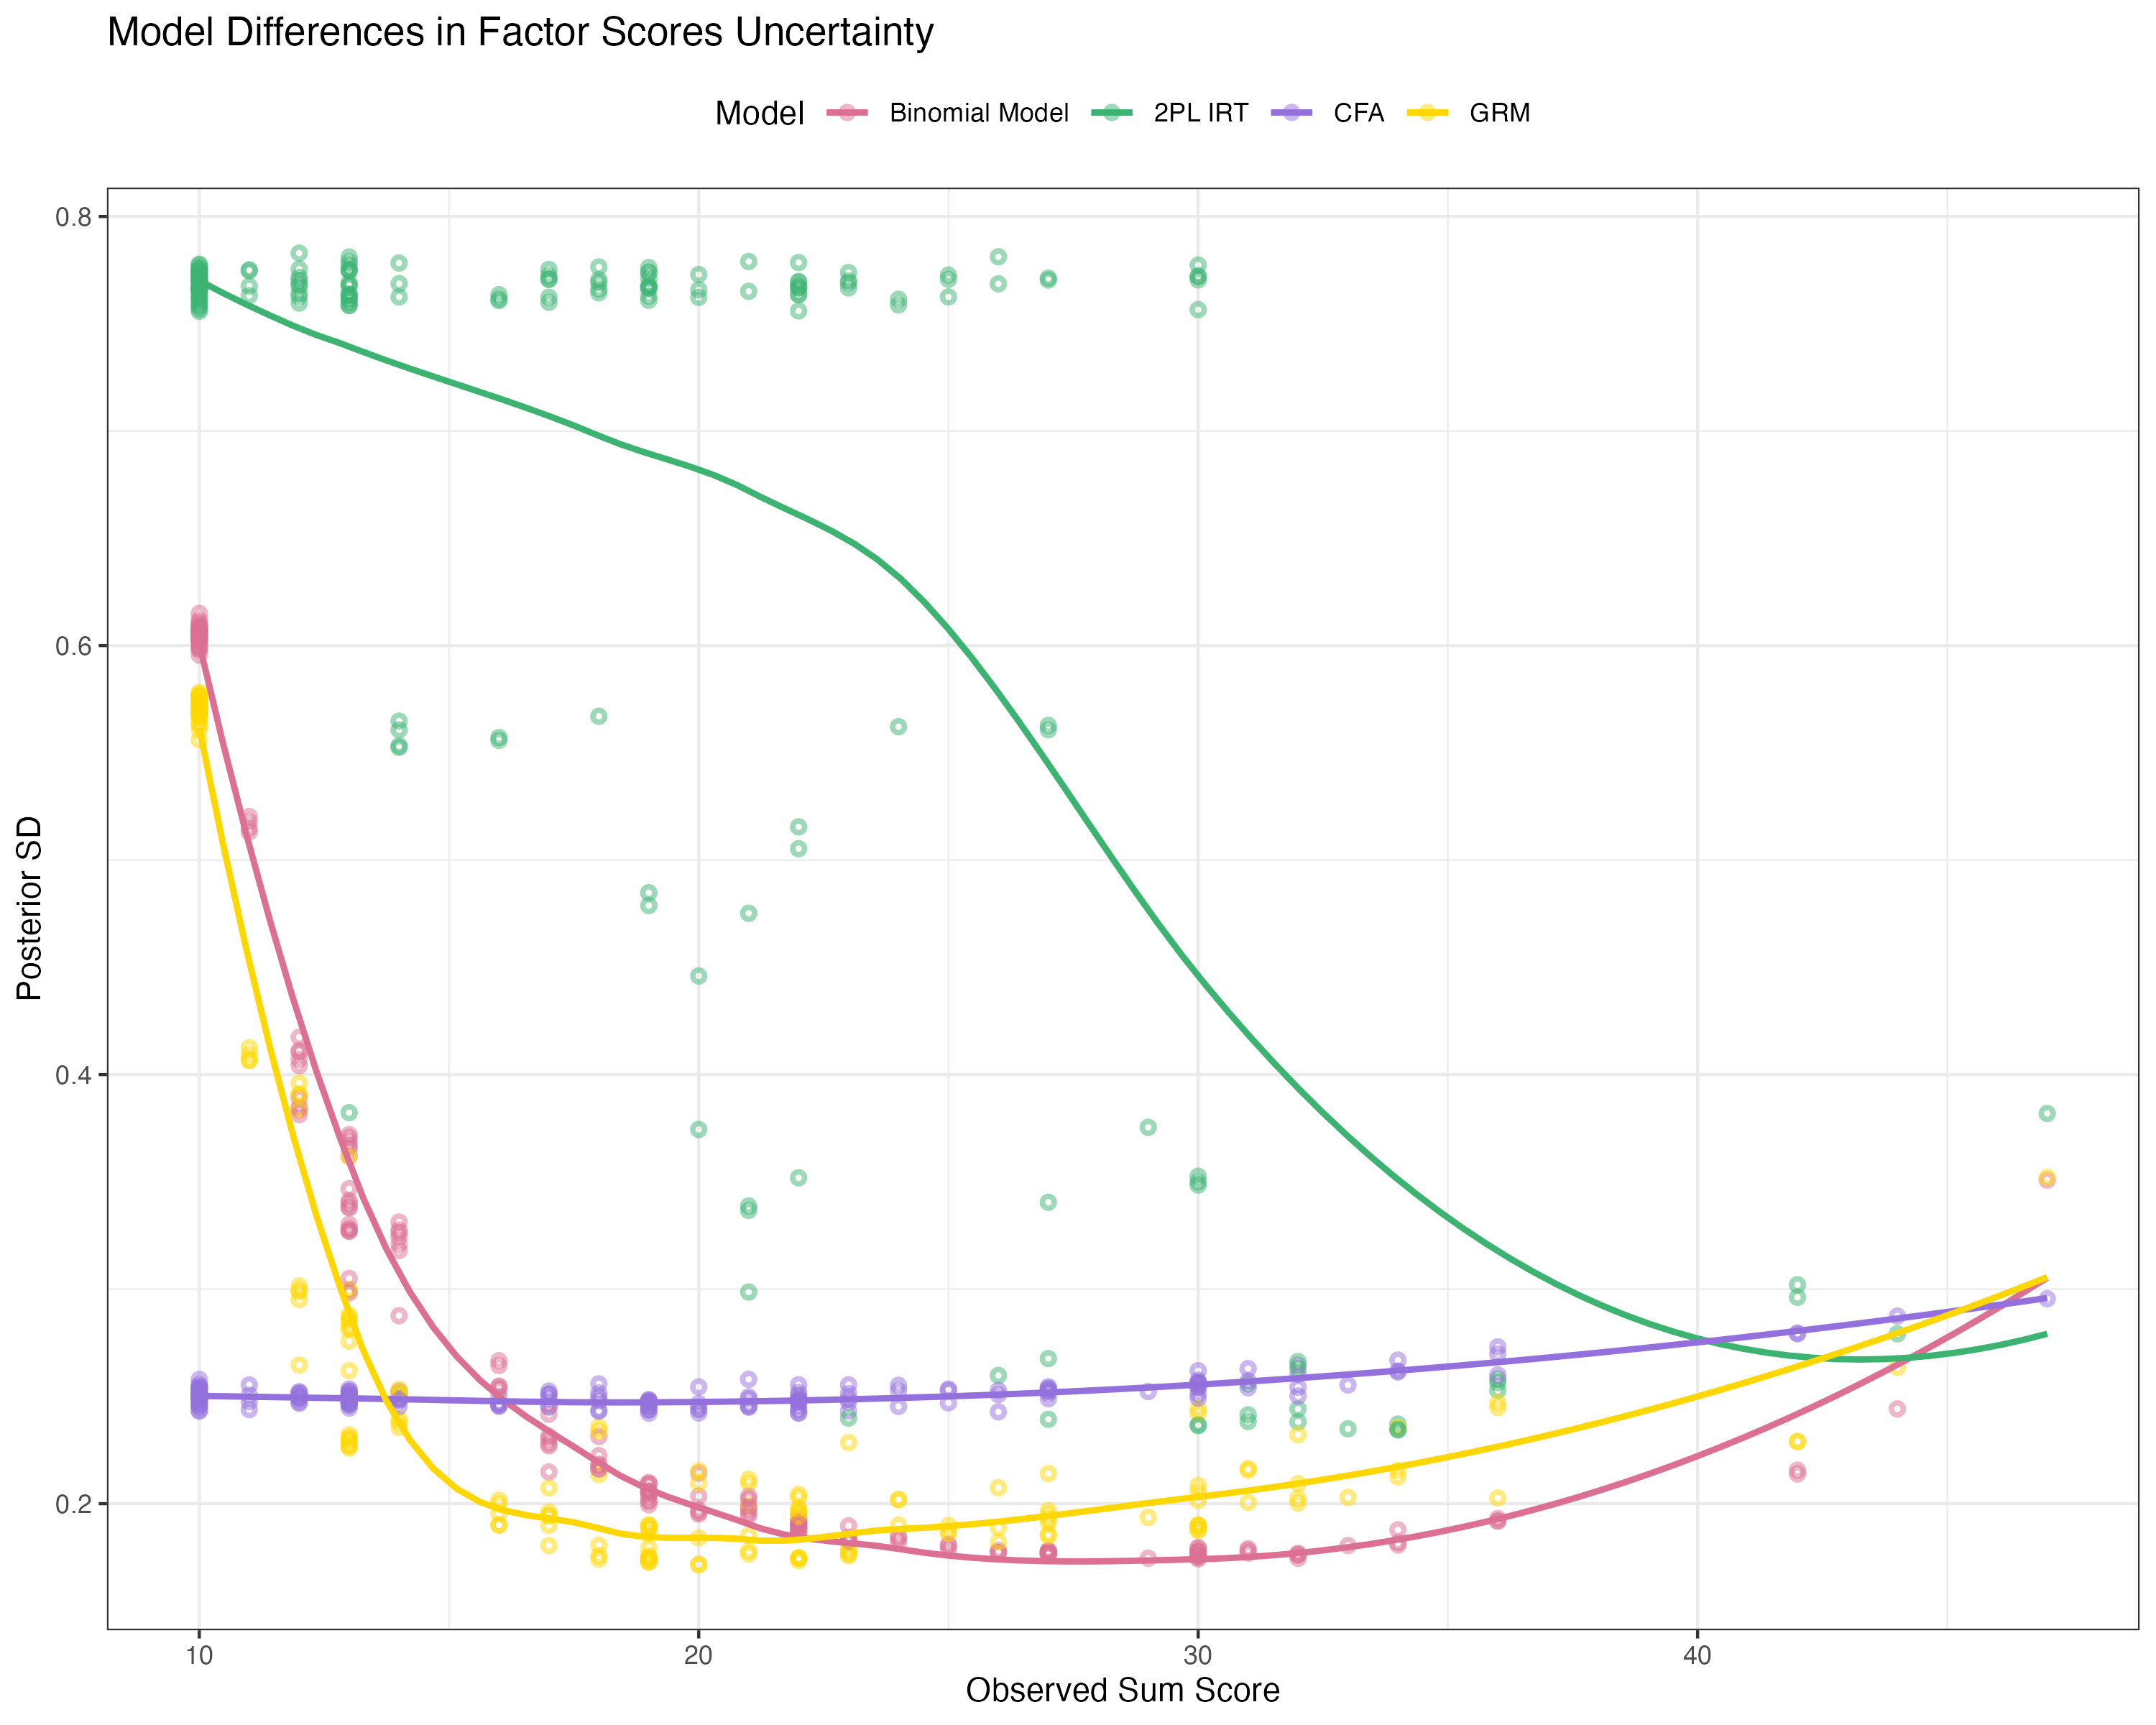 Model Differences in Factor Scores Uncertainty
Model Binomial Model 2PL IRT CFA GRM
0.8
0.6
0.4
0.2
Posterior SD
10 20 30 40
Observed Sum Score